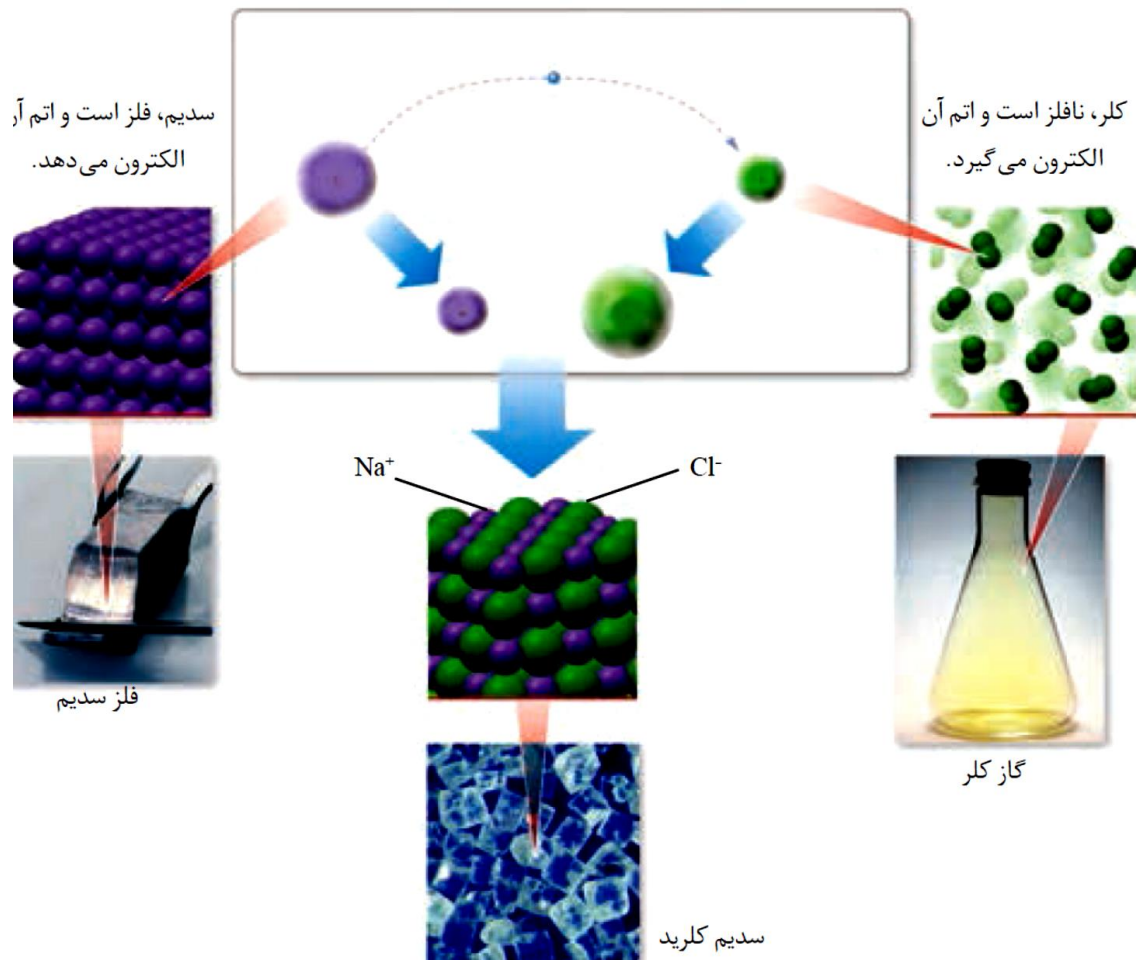 کلر، نافلز است و اتم آن
الکترون می‌گیرد.
سدیم، فلز است و اتم آن
الکترون می‌دهد.
Na⁺
Cl⁻
فلز سدیم
گاز کلر
سدیم کلرید